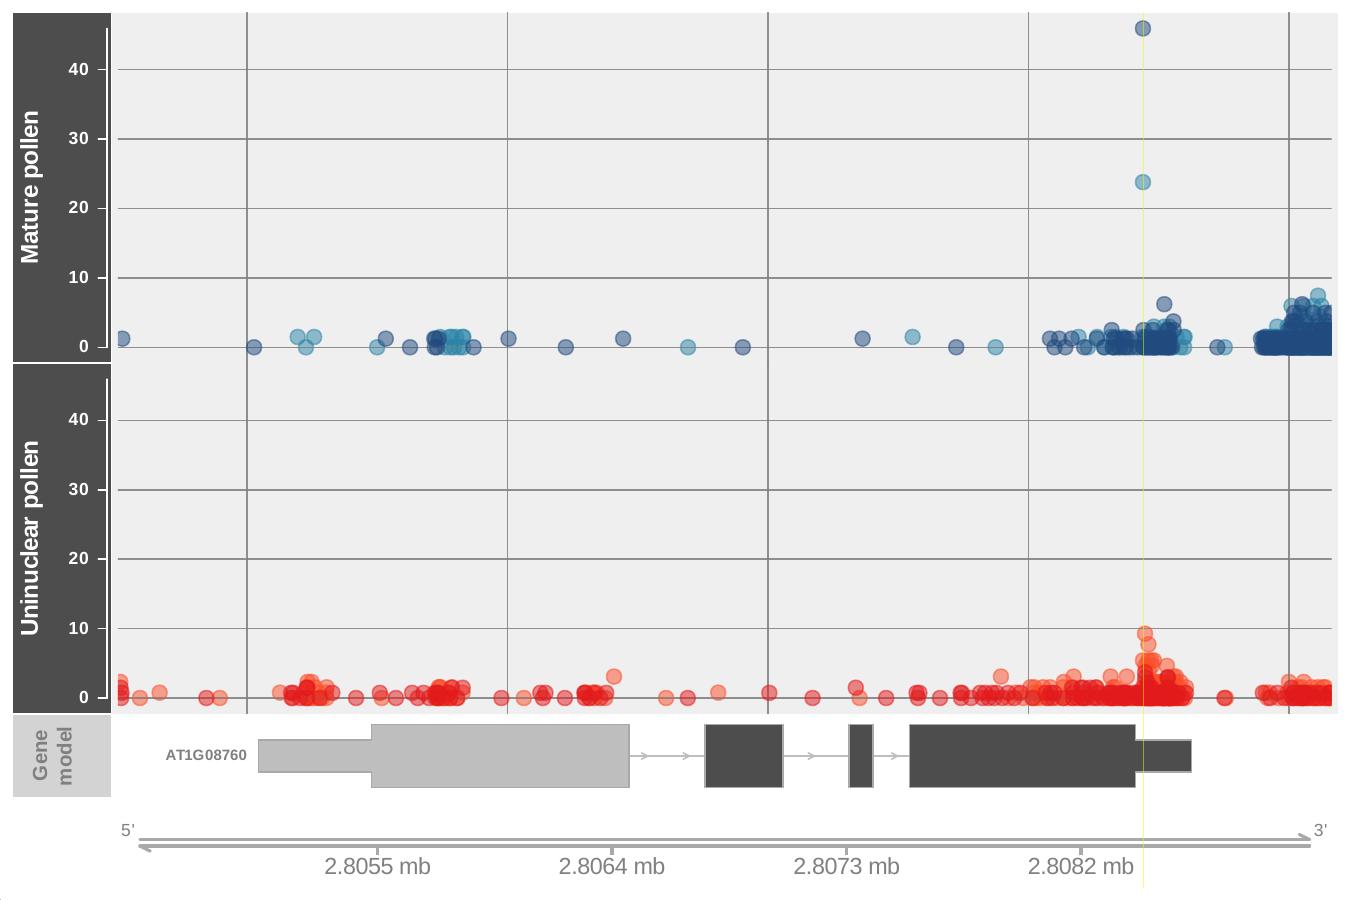 Mature pollen
40
30
20
10
0
Uninuclear pollen
40
30
20
10
0
Gene
model
AT1G08760
5'
3'
2.8055 mb
2.8064 mb
2.8073 mb
2.8082 mb